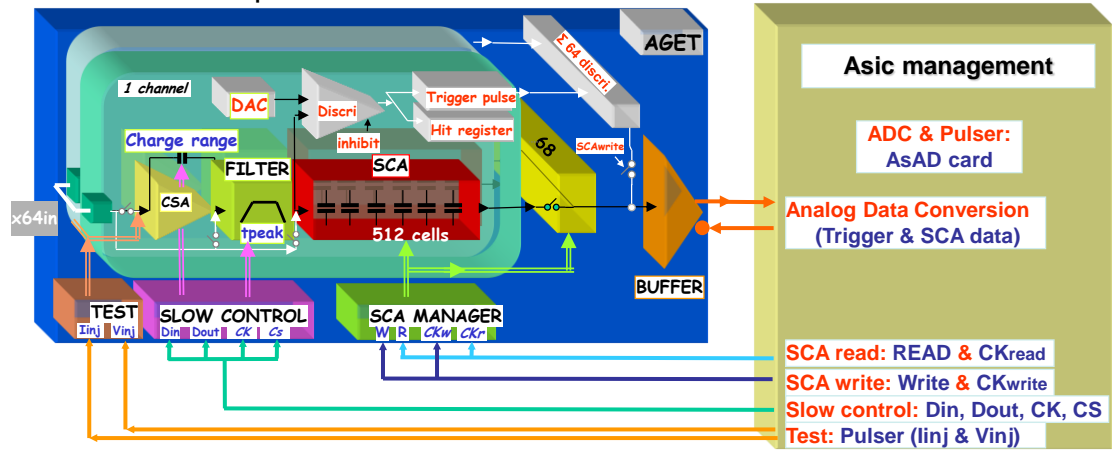 AGET
Σ 64 discri.
1 channel
DAC
Discri
Trigger pulse
Hit register
inhibit
SCAwrite
Charge range
FILTER
SCA
68
CSA
x64in
tpeak
512 cells
BUFFER
TEST
Iinj Vinj
SLOW CONTROL
Din Dout CK Cs
SCA MANAGER
W R CKw CKr
Asic management
ADC & Pulser:
AsAD card
Analog Data Conversion
(Trigger & SCA data)
SCA read: READ & CKread
SCA write: Write & CKwrite
Slow control: Din, Dout, CK, CS
Test: Pulser (Iinj & Vinj)